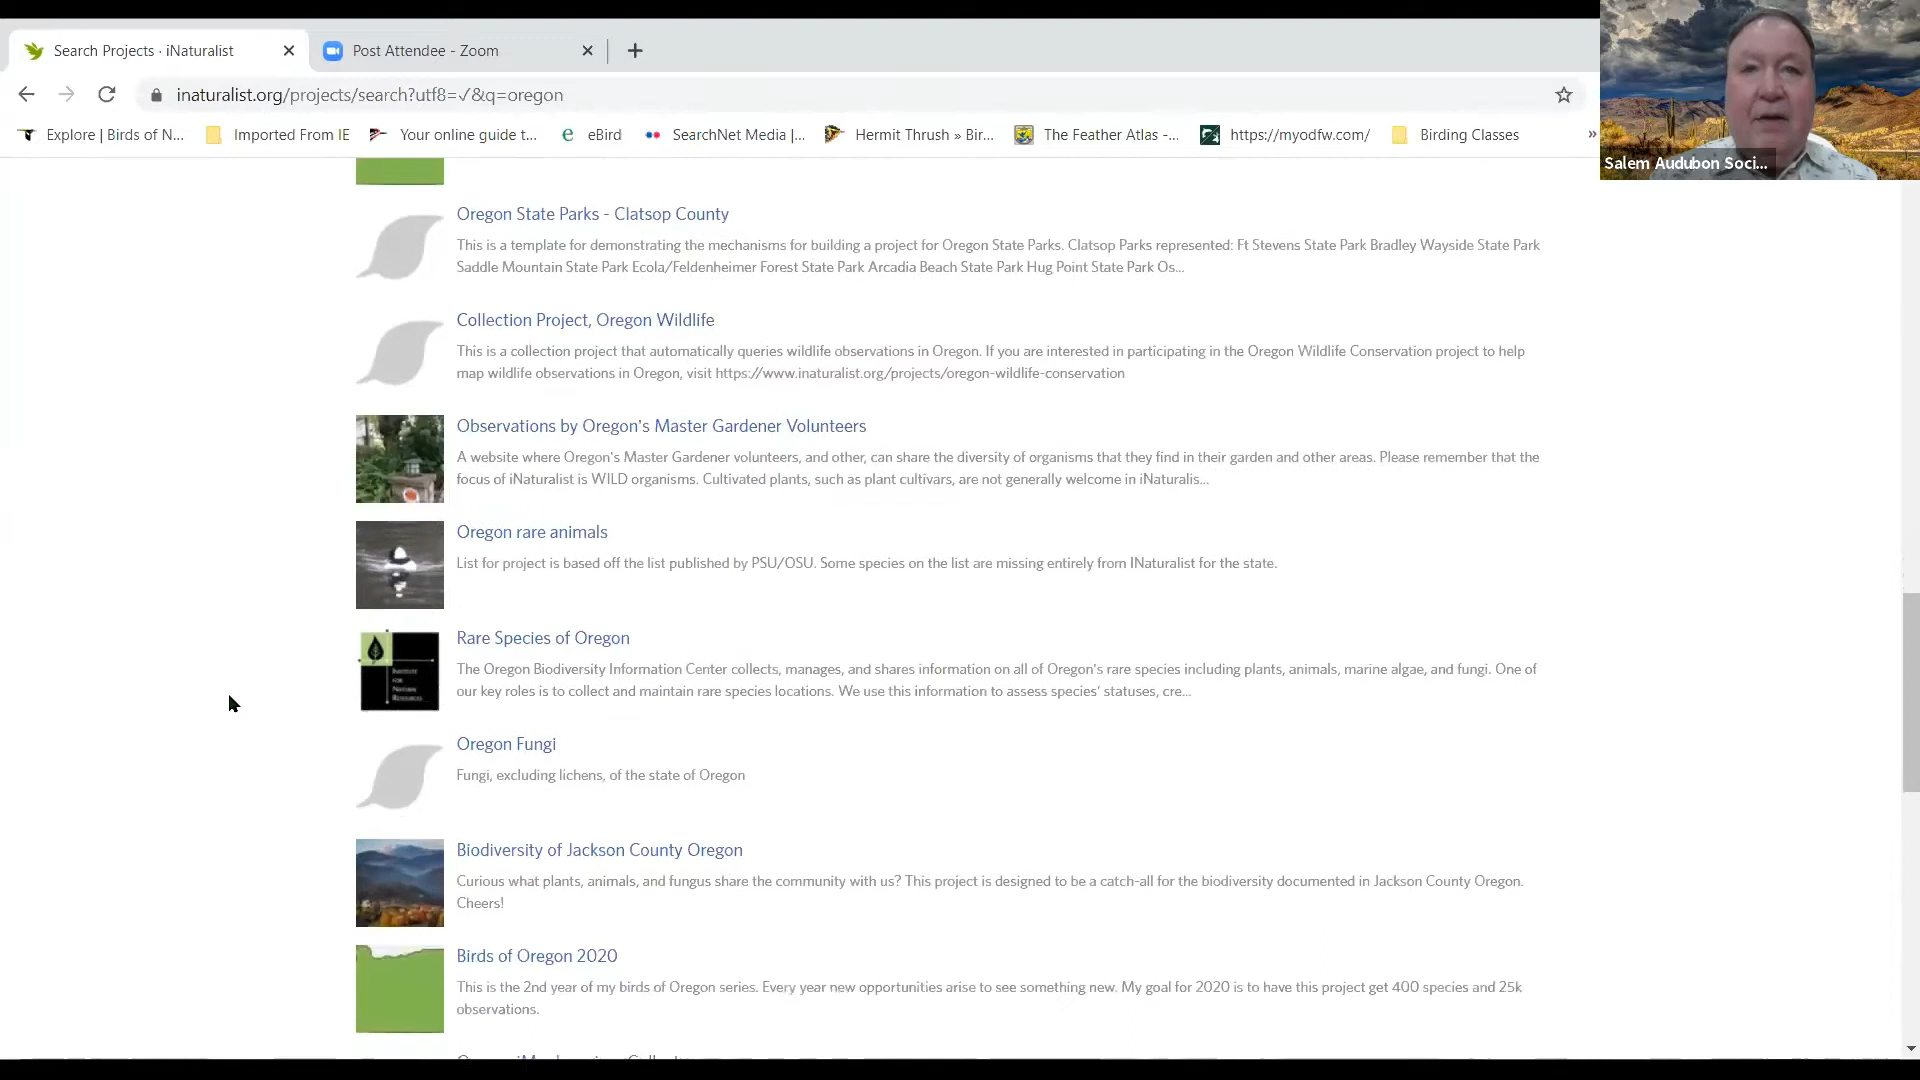 Search Projects · iNaturalist
Post Attendee - Zoom
inaturalist.org/projects/search?utf8=✓&q=oregon
Explore | Birds of N...
Imported From IE
Your online guide t...
eBird
SearchNet Media |...
Hermit Thrush » Bir...
The Feather Atlas -...
https://myodfw.com/
Birding Classes
»
Salem Audubon Soci...
Oregon State Parks - Clatsop County
This is a template for demonstrating the mechanisms for building a project for Oregon State Parks. Clatsop Parks represented: Ft Stevens State Park Bradley Wayside State Park
Saddle Mountain State Park Ecola/Feldenheimer Forest State Park Arcadia Beach State Park Hug Point State Park Os...
Collection Project, Oregon Wildlife
This is a collection project that automatically queries wildlife observations in Oregon. If you are interested in participating in the Oregon Wildlife Conservation project to help
map wildlife observations in Oregon, visit https://www.inaturalist.org/projects/oregon-wildlife-conservation
Observations by Oregon's Master Gardener Volunteers
A website where Oregon's Master Gardener volunteers, and other, can share the diversity of organisms that they find in their garden and other areas. Please remember that the
focus of iNaturalist is WILD organisms. Cultivated plants, such as plant cultivars, are not generally welcome in iNaturalis...
Oregon rare animals
List for project is based off the list published by PSU/OSU. Some species on the list are missing entirely from INaturalist for the state.
Rare Species of Oregon
The Oregon Biodiversity Information Center collects, manages, and shares information on all of Oregon's rare species including plants, animals, marine algae, and fungi. One of
our key roles is to collect and maintain rare species locations. We use this information to assess species' statuses, cre...
INSTITUTE
FOR
NATURAL
RESOURCES
Oregon Fungi
Fungi, excluding lichens, of the state of Oregon
Biodiversity of Jackson County Oregon
Curious what plants, animals, and fungus share the community with us? This project is designed to be a catch-all for the biodiversity documented in Jackson County Oregon.
Cheers!
Birds of Oregon 2020
This is the 2nd year of my birds of Oregon series. Every year new opportunities arise to see something new. My goal for 2020 is to have this project get 400 species and 25k
observations.